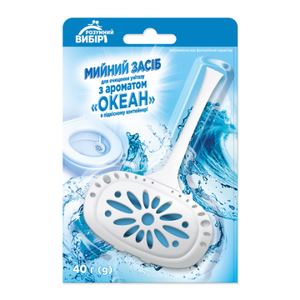 РОЗУМНИЙ
ВИБІР!
МИЙНИЙ ЗАСІБ
для очищення унітазу
з ароматом
«ОКЕАН»
в підвісному контейнері
40 г (g)